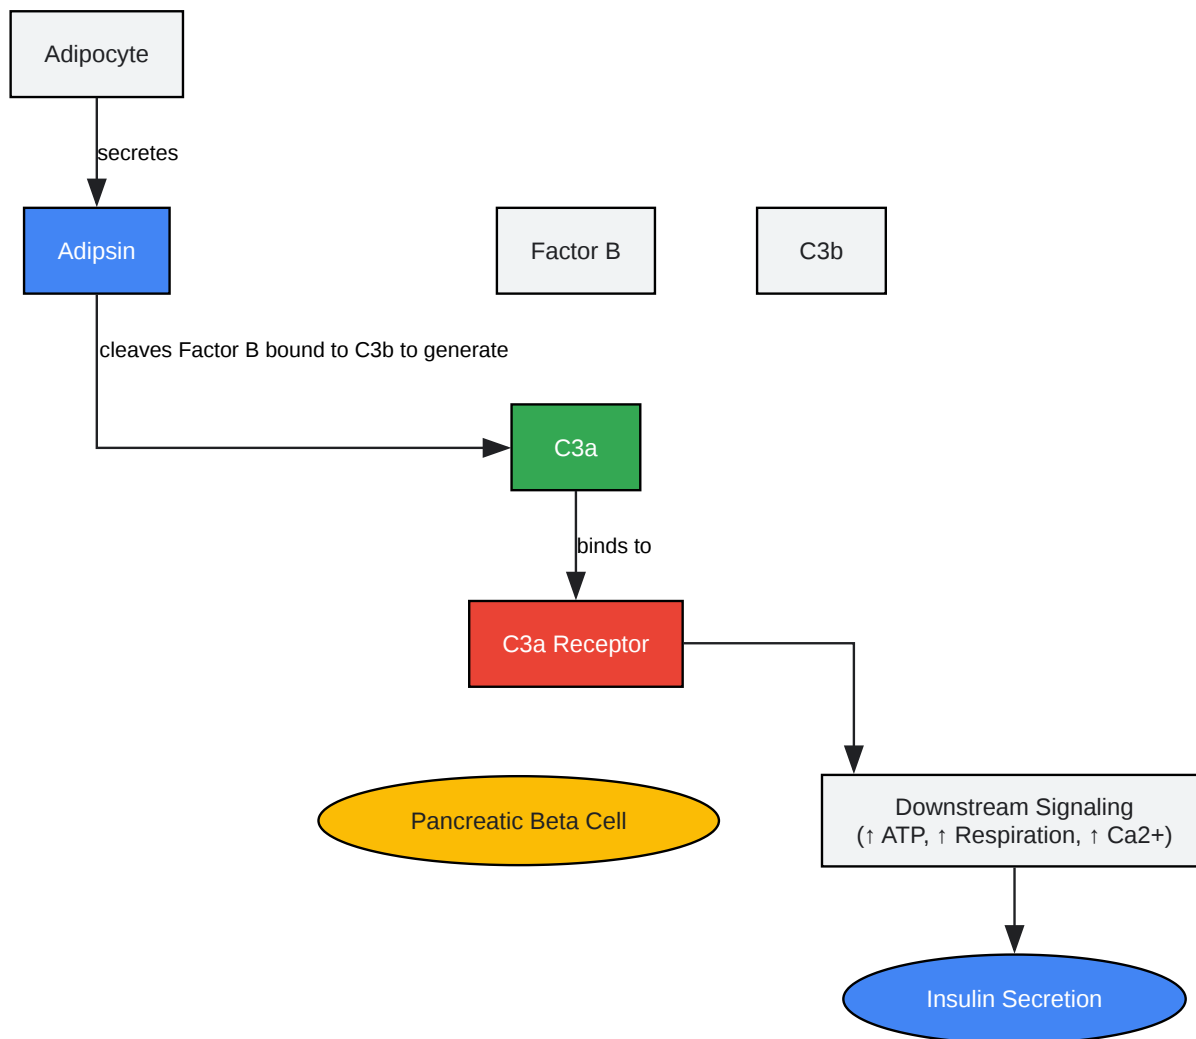 Adipocyte
secretes
Adipsin
Factor B
C3b
cleaves Factor B bound to C3b to generate
C3a
binds to
C3a Receptor
Pancreatic Beta Cell
Downstream Signaling
(↑ ATP, ↑ Respiration, ↑ Ca2+)
Insulin Secretion